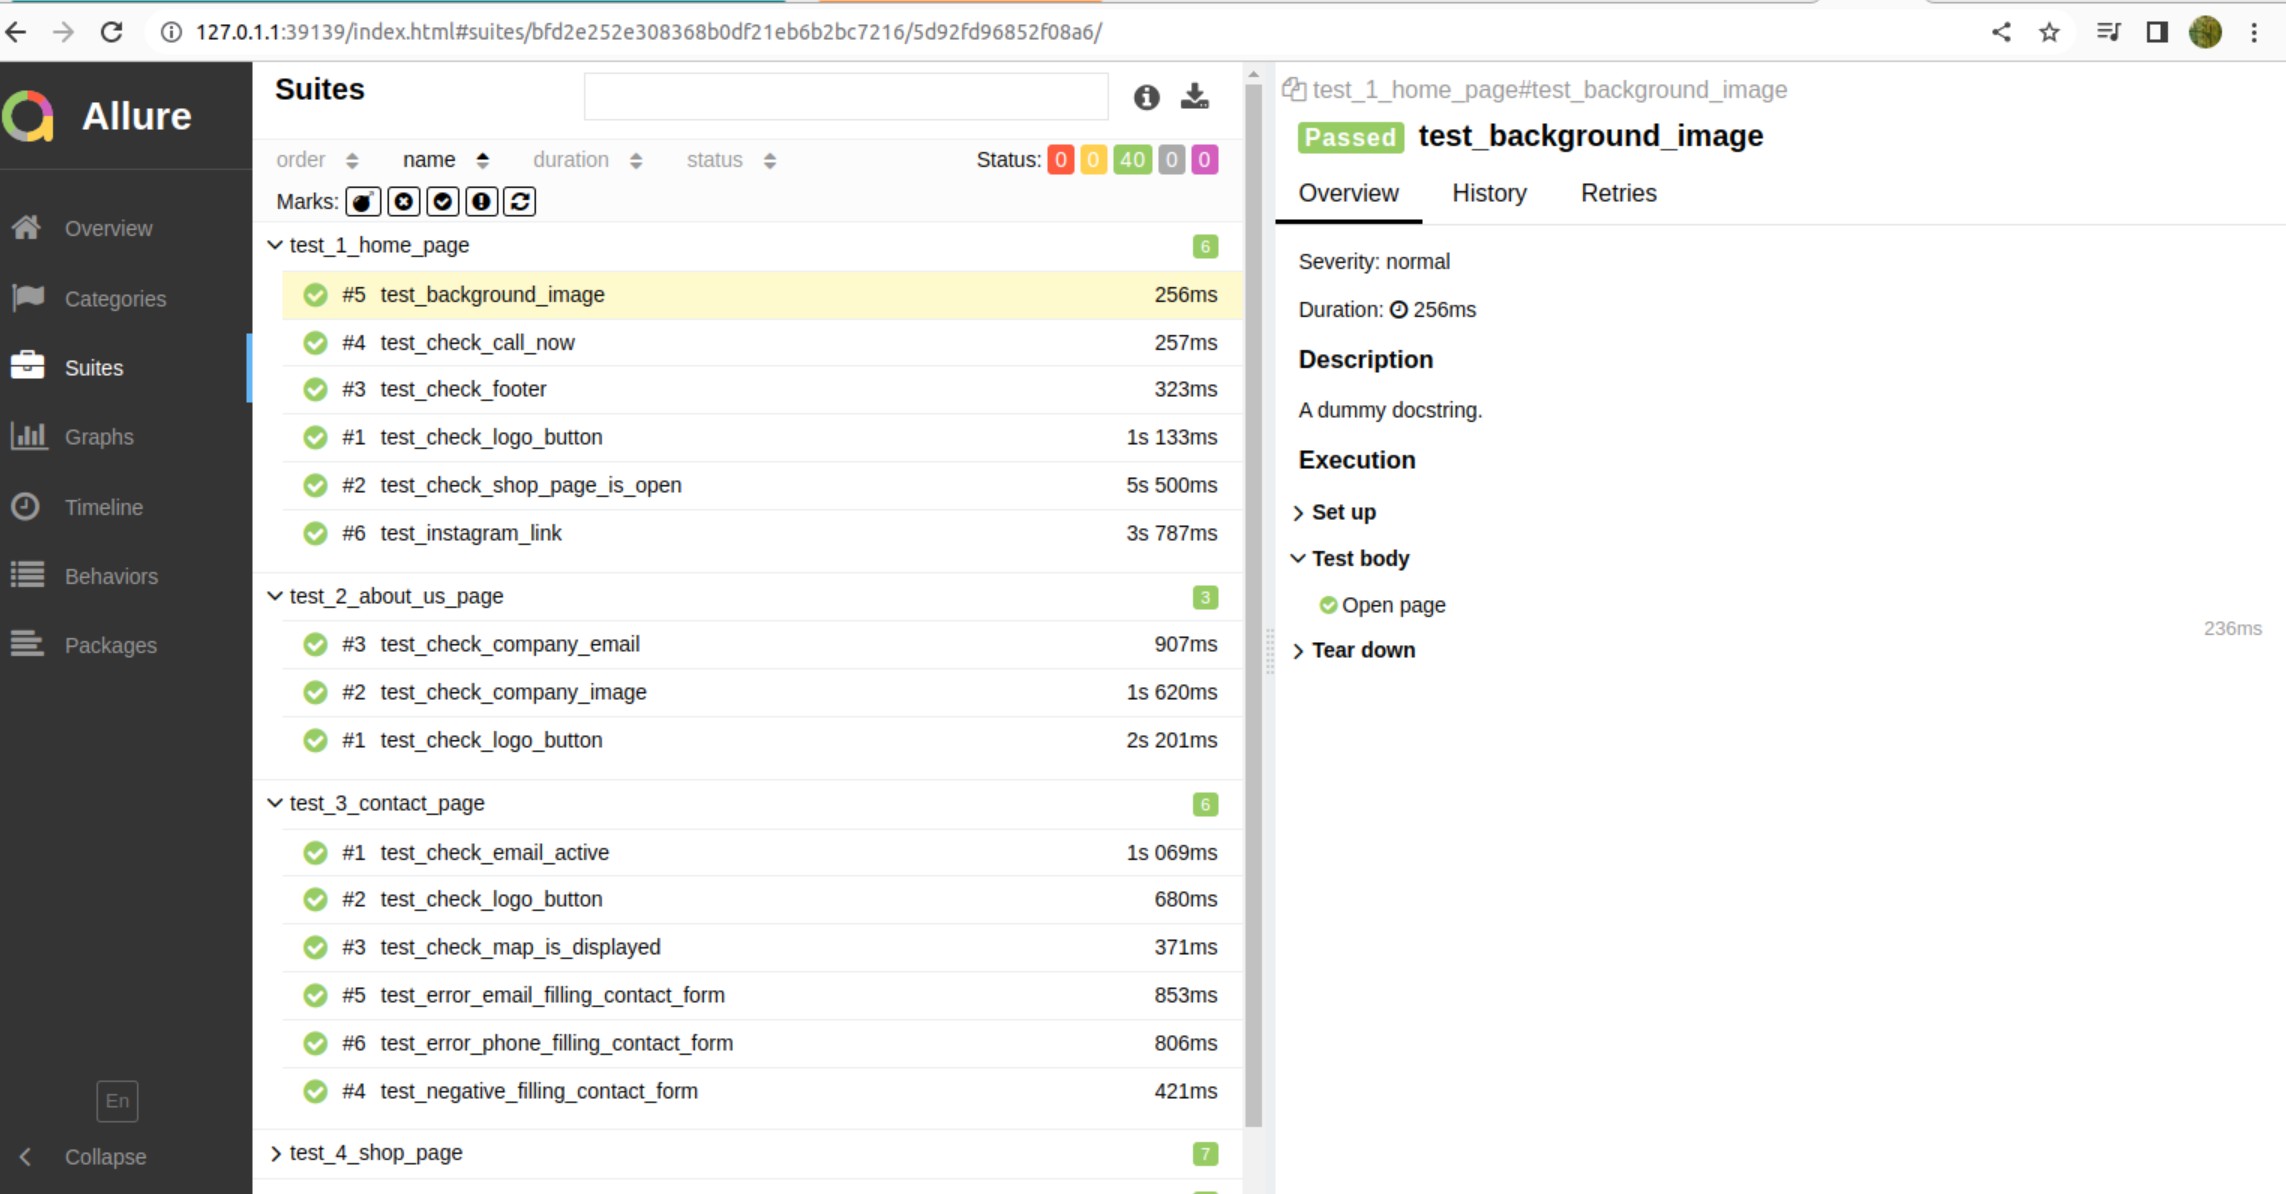 127.0.1.1:39139/index.html#suites/bfd2e252e308368b0df21eb6b2bc7216/5d92fd96852f08a6/
Allure
Overview
Categories
Suites
Graphs
Timeline
Behaviors
Packages
En
Collapse
Suites
order name duration status Status: 0 0 40 0 0
Marks:
test_1_home_page 6
#5 test_background_image 256ms
#4 test_check_call_now 257ms
#3 test_check_footer 323ms
#1 test_check_logo_button 1s 133ms
#2 test_check_shop_page_is_open 5s 500ms
#6 test_instagram_link 3s 787ms
test_2_about_us_page 3
#3 test_check_company_email 907ms
#2 test_check_company_image 1s 620ms
#1 test_check_logo_button 2s 201ms
test_3_contact_page 6
#1 test_check_email_active 1s 069ms
#2 test_check_logo_button 680ms
#3 test_check_map_is_displayed 371ms
#5 test_error_email_filling_contact_form 853ms
#6 test_error_phone_filling_contact_form 806ms
#4 test_negative_filling_contact_form 421ms
test_4_shop_page 7
test_1_home_page#test_background_image
Passed test_background_image
Overview History Retries
Severity: normal
Duration: 256ms
Description
A dummy docstring.
Execution
Set up
Test body
Open page
236ms
Tear down